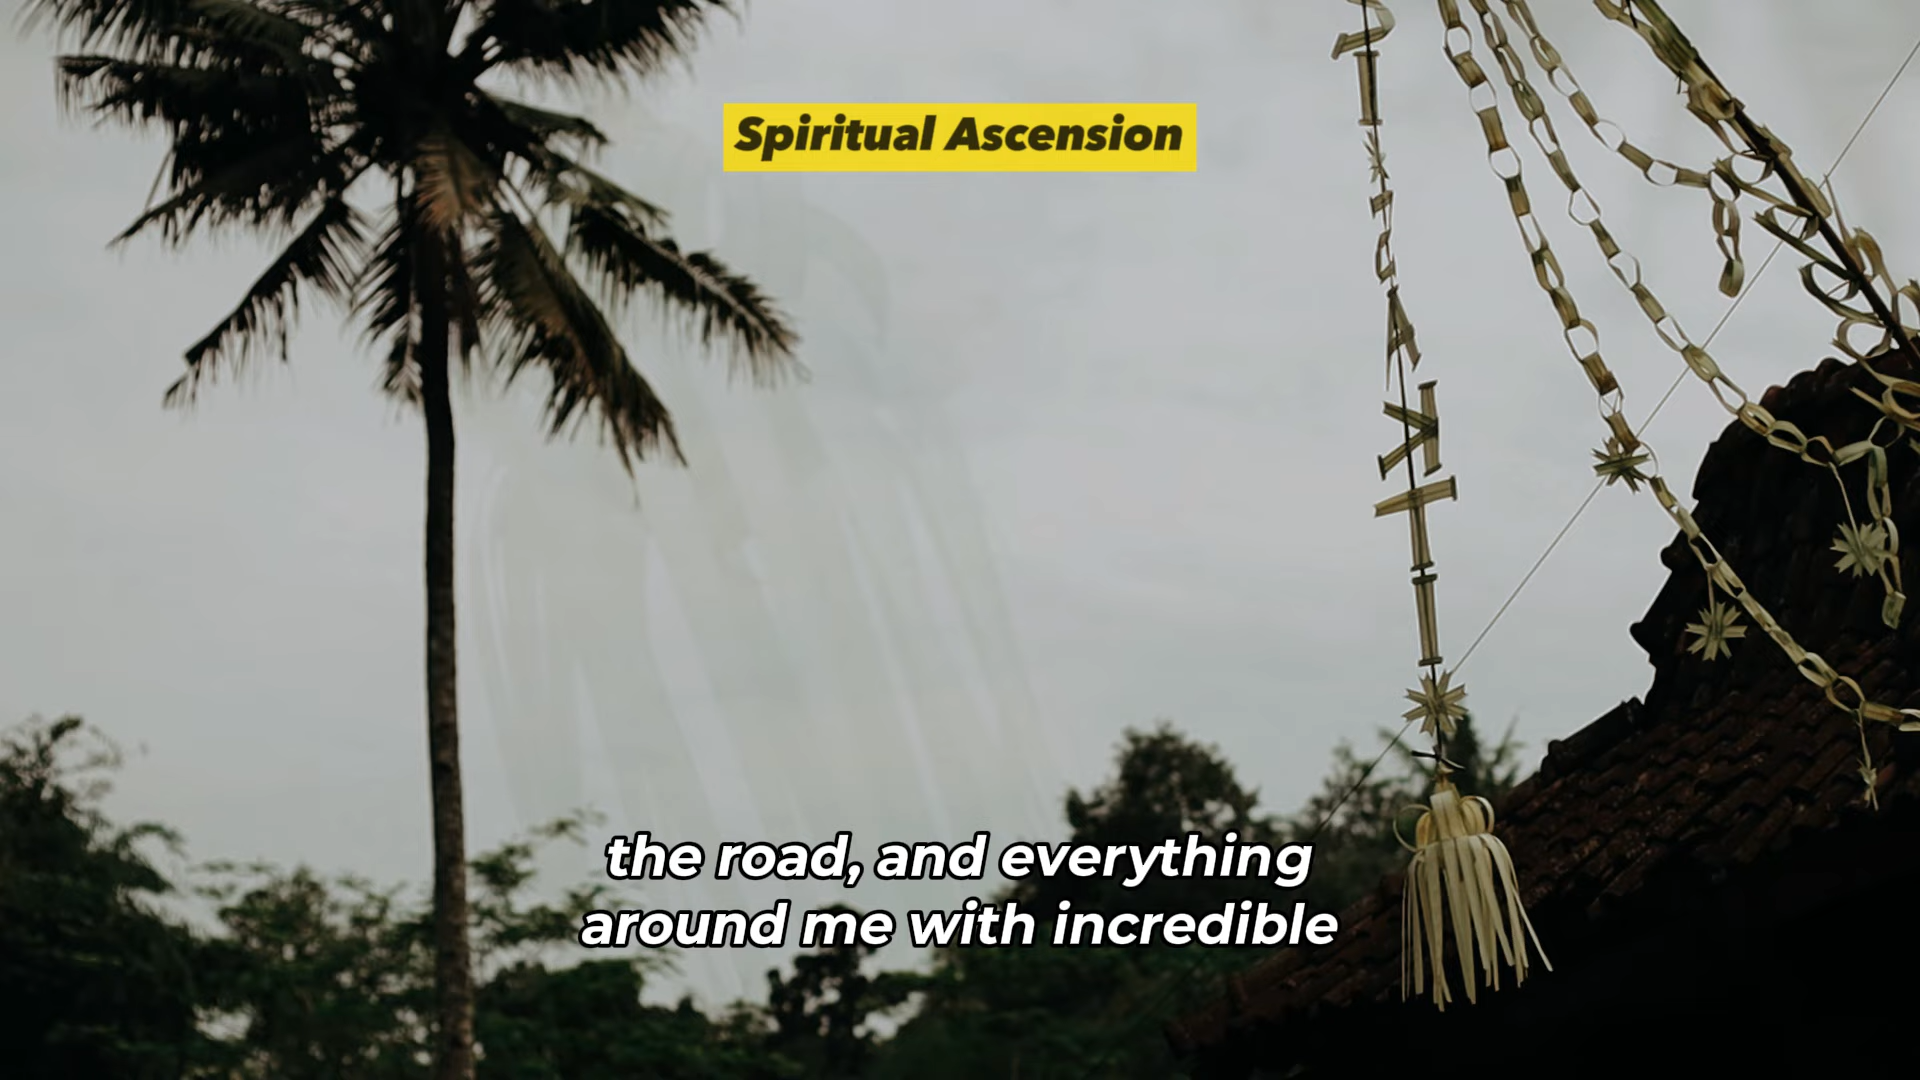 Spiritual Ascension
the road, and everything
around me with incredible